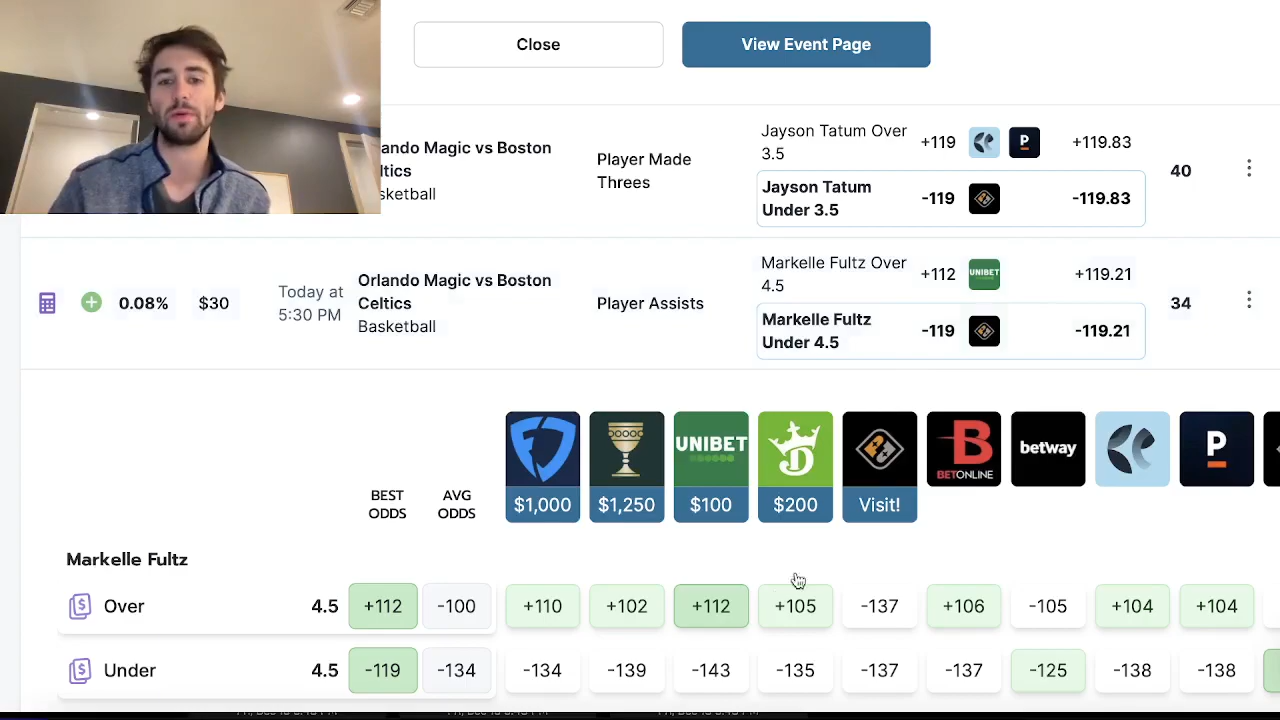 Close
View Event Page
lando Magic vs Boston
ltics
sketball
Player Made
Threes
Jayson Tatum Over
3.5
+119
P
+119.83
Jayson Tatum
Under 3.5
-119
-119.83
40
0.08%
$30
Today at
5:30 PM
Orlando Magic vs Boston
Celtics
Basketball
Player Assists
Markelle Fultz Over
4.5
+112
UNIBET
+119.21
Markelle Fultz
Under 4.5
-119
-119.21
34
BEST
ODDS
AVG
ODDS
$1,000
$1,250
UNIBET
$100
$200
Visit!
B
BETONLINE
betway
P
Markelle Fultz
Over 4.5 +112 -100 +110 +102 +112 +105 -137 +106 -105 +104 +104
Under 4.5 -119 -134 -134 -139 -143 -135 -137 -137 -125 -138 -138